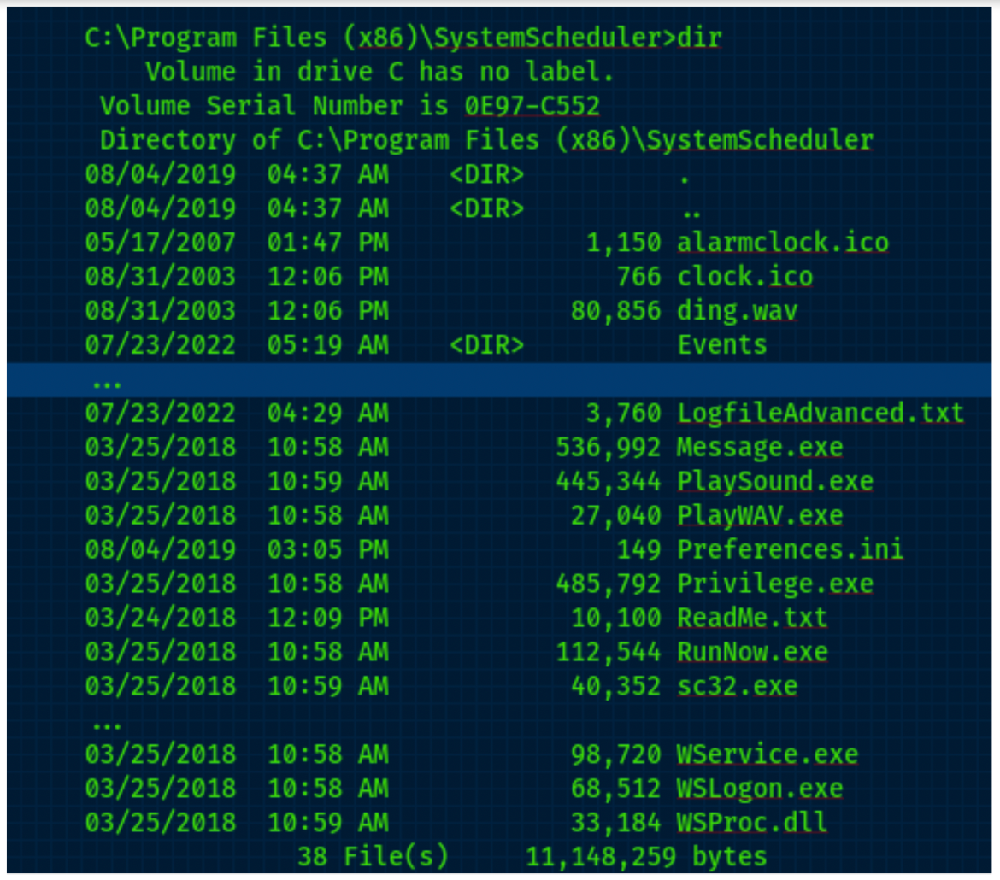 C:\Program Files (x86)\SystemScheduler>dir
Volume in drive C has no label.
Volume Serial Number is 0E97-C552
Directory of C:\Program Files (x86)\SystemScheduler
08/04/2019 04:37 AM <DIR> .
08/04/2019 04:37 AM <DIR> ..
05/17/2007 01:47 PM 1,150 alarmclock.ico
08/31/2003 12:06 PM 766 clock.ico
08/31/2003 12:06 PM 80,856 ding.wav
07/23/2022 05:19 AM <DIR> Events
...
07/23/2022 04:29 AM 3,760 LogfileAdvanced.txt
03/25/2018 10:58 AM 536,992 Message.exe
03/25/2018 10:59 AM 445,344 PlaySound.exe
03/25/2018 10:58 AM 27,040 PlayWAV.exe
08/04/2019 03:05 PM 149 Preferences.ini
03/25/2018 10:58 AM 485,792 Privilege.exe
03/24/2018 12:09 PM 10,100 ReadMe.txt
03/25/2018 10:58 AM 112,544 RunNow.exe
03/25/2018 10:59 AM 40,352 sc32.exe
...
03/25/2018 10:58 AM 98,720 WService.exe
03/25/2018 10:58 AM 68,512 WSLogon.exe
03/25/2018 10:59 AM 33,184 WSProc.dll
38 File(s) 11,148,259 bytes